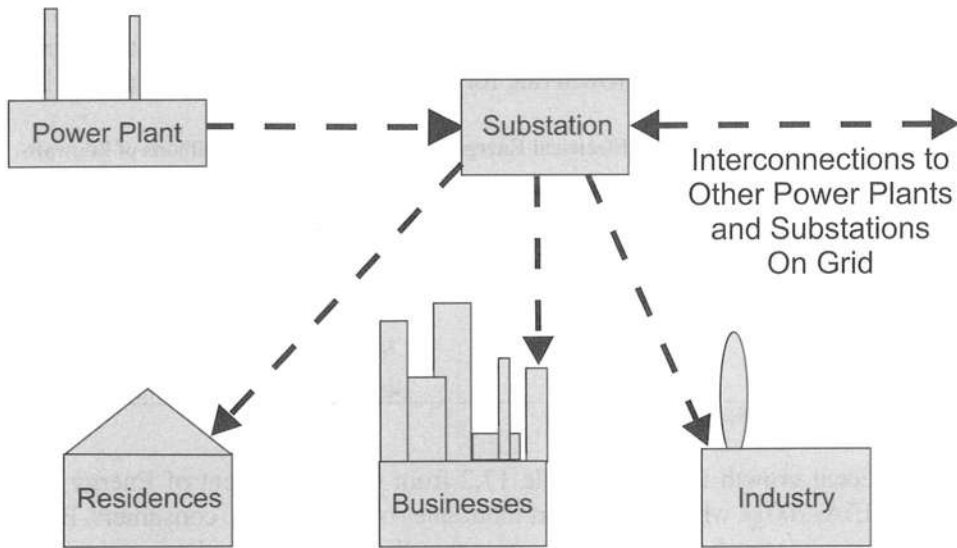 Power Plant
Substation
Interconnections to
Other Power Plants
and Substations
On Grid
Residences
Businesses
Industry